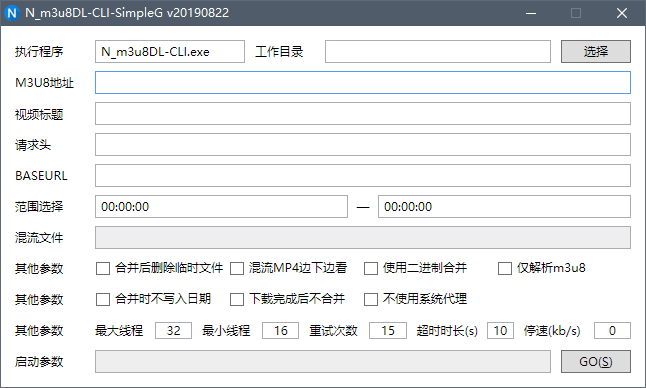 N_m3u8DL-CLI-SimpleG v20190822
执行程序 N_m3u8DL-CLI.exe 工作目录 选择
M3U8地址
视频标题
请求头
BASEURL
范围选择 00:00:00 — 00:00:00
混流文件
其他参数 合并后删除临时文件 混流MP4边下边看 使用二进制合并 仅解析m3u8
其他参数 合并时不写入日期 下载完成后不合并 不使用系统代理
其他参数 最大线程 32 最小线程 16 重试次数 15 超时时长(s) 10 停速(kb/s) 0
启动参数 GO(S)